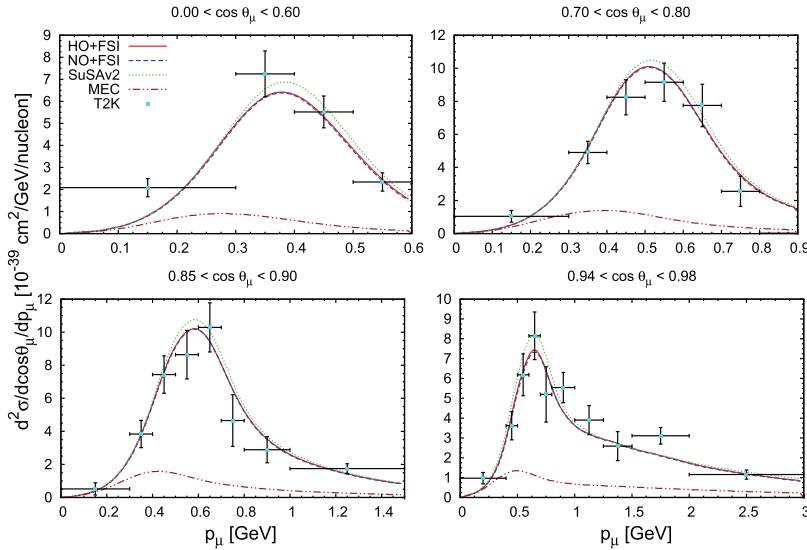 0.00 < cos θμ < 0.60
0.70 < cos θμ < 0.80
HO+FSI
NO+FSI
SuSAv2
MEC
T2K
9
8
7
6
5
4
3
2
1
0
0 0.1 0.2 0.3 0.4 0.5 0.6
12
10
8
6
4
2
0
0 0.1 0.2 0.3 0.4 0.5 0.6 0.7 0.8 0.9
d²σ/dcosθμ/dpμ [10⁻³⁹ cm²/GeV/nucleon]
0.85 < cos θμ < 0.90
0.94 < cos θμ < 0.98
12
10
8
6
4
2
0
0 0.2 0.4 0.6 0.8 1 1.2 1.4
10
9
8
7
6
5
4
3
2
1
0
0 0.5 1 1.5 2 2.5 3
pμ [GeV]
pμ [GeV]